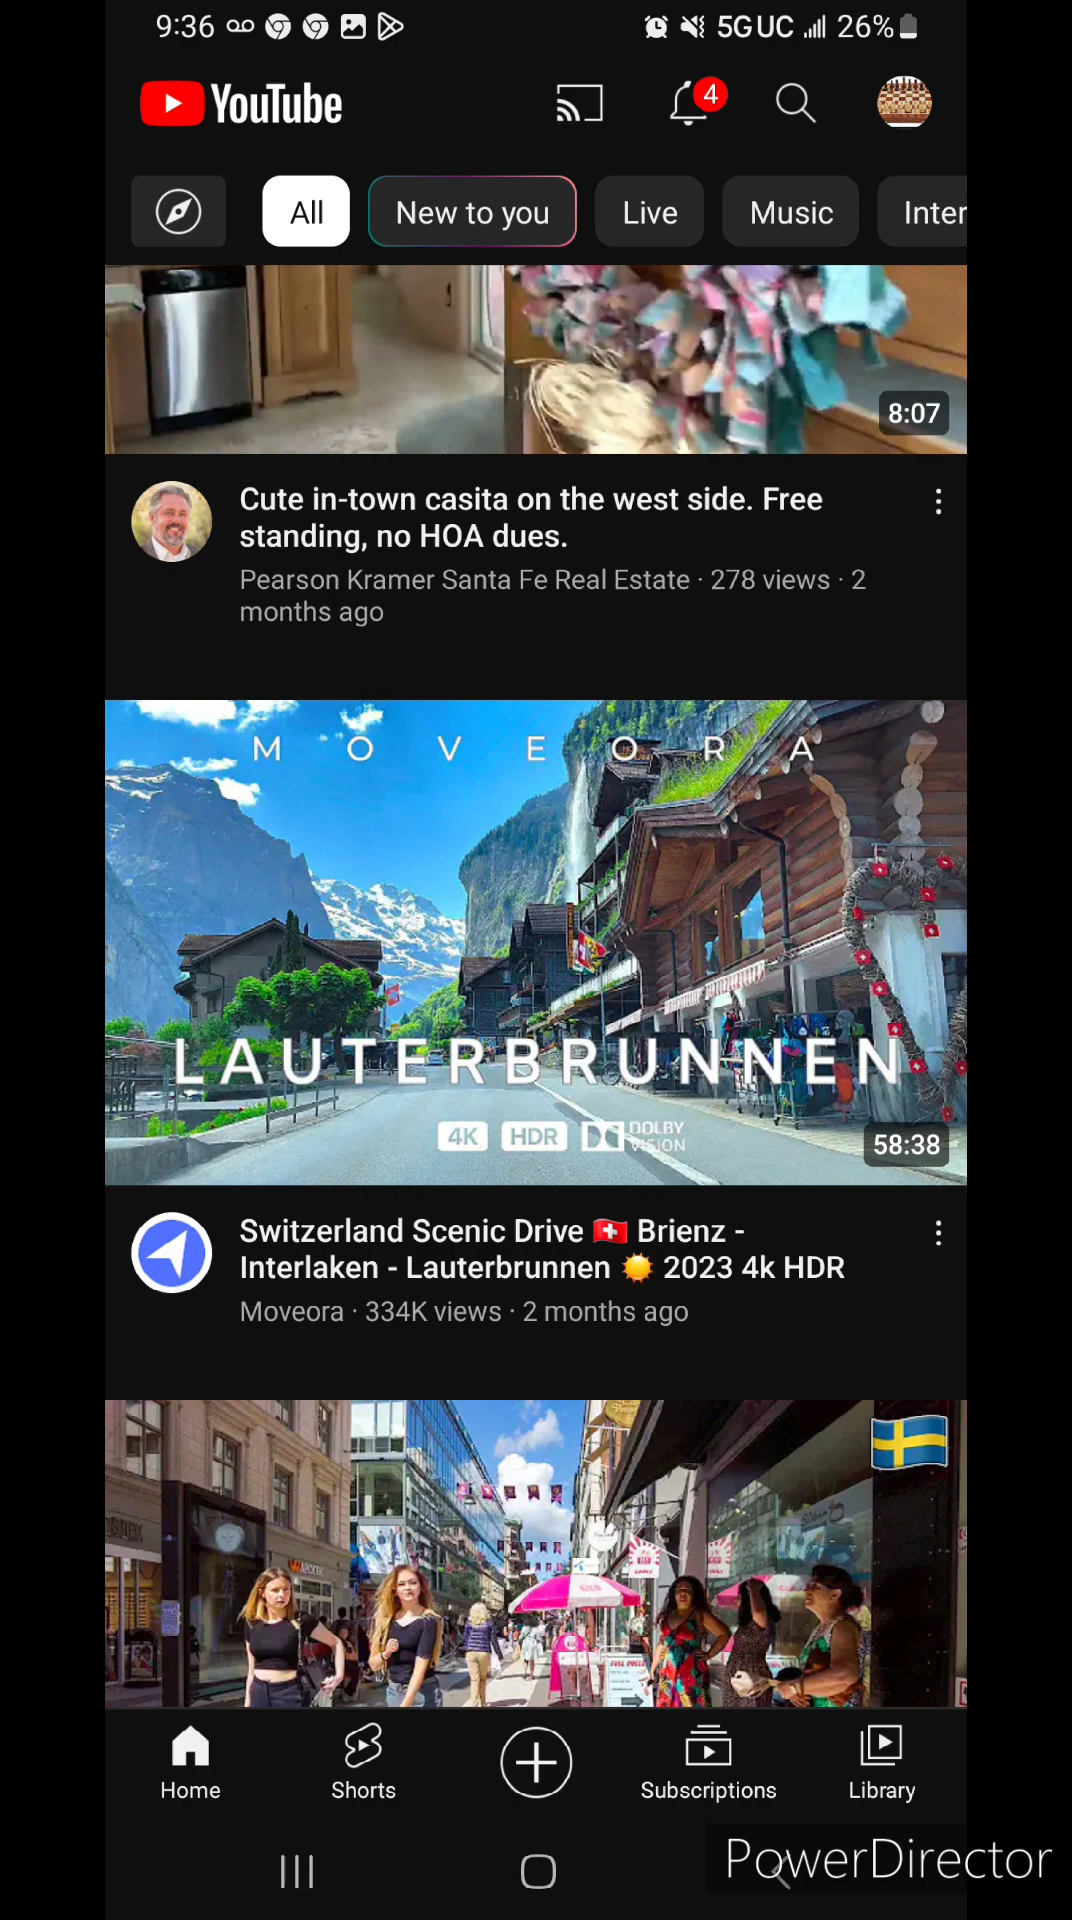 9:36
5G UC 26%
YouTube
4
All
New to you
Live
Music
Inter
8:07
Cute in-town casita on the west side. Free
standing, no HOA dues.
Pearson Kramer Santa Fe Real Estate · 278 views · 2
months ago
MOVEORA
LAUTERBRUNNEN
4K HDR DOLBY
VISION
58:38
Switzerland Scenic Drive 🇨🇭 Brienz -
Interlaken - Lauterbrunnen ☀️ 2023 4k HDR
Moveora · 334K views · 2 months ago
Home
Shorts
Subscriptions
Library
PowerDirector